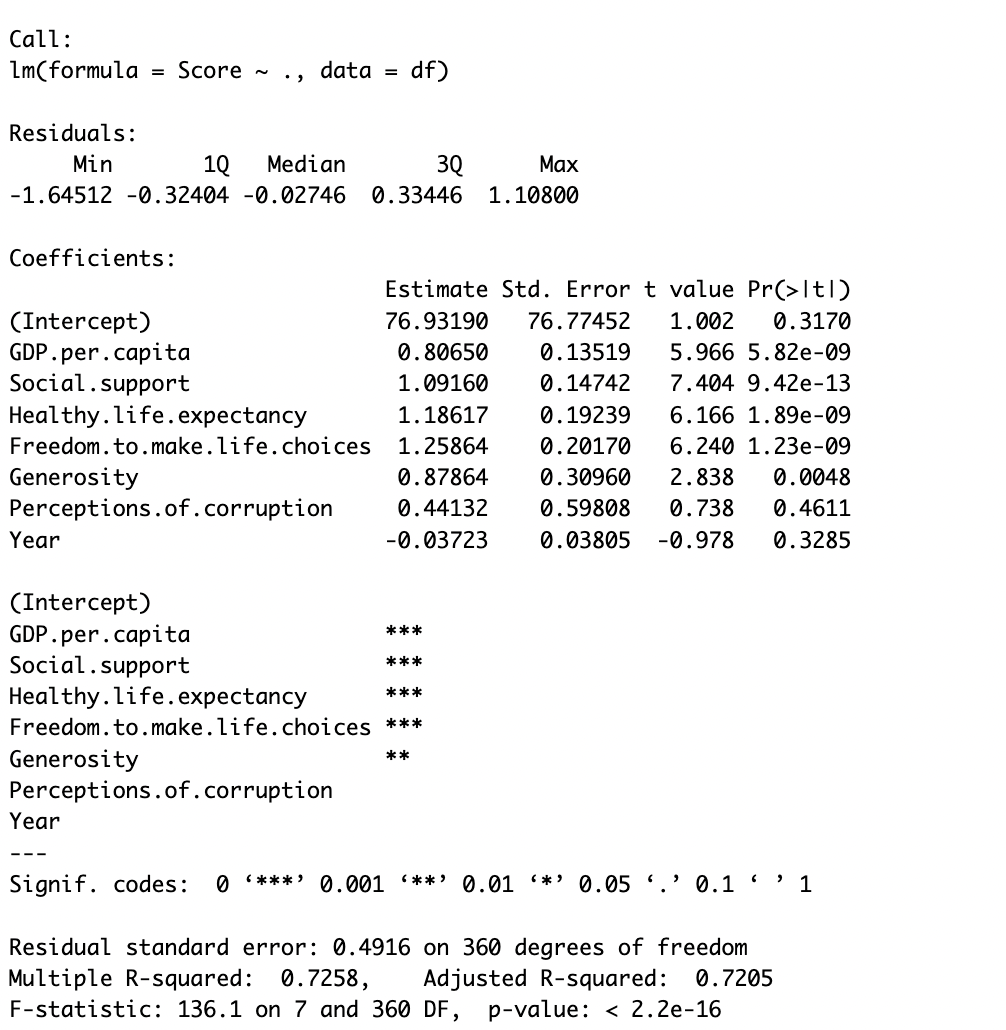 Call:
lm(formula = Score ~ ., data = df)
Residuals:
     Min       1Q   Median       3Q      Max
-1.64512 -0.32404 -0.02746  0.33446  1.10800
Coefficients:
                              Estimate Std. Error t value Pr(>|t|)
(Intercept)                   76.93190   76.77452   1.002   0.3170
GDP.per.capita                 0.80650    0.13519   5.966 5.82e-09
Social.support                 1.09160    0.14742   7.404 9.42e-13
Healthy.life.expectancy        1.18617    0.19239   6.166 1.89e-09
Freedom.to.make.life.choices   1.25864    0.20170   6.240 1.23e-09
Generosity                     0.87864    0.30960   2.838   0.0048
Perceptions.of.corruption      0.44132    0.59808   0.738   0.4611
Year                          -0.03723    0.03805  -0.978   0.3285
(Intercept)
GDP.per.capita               ***
Social.support               ***
Healthy.life.expectancy      ***
Freedom.to.make.life.choices ***
Generosity                   **
Perceptions.of.corruption
Year
---
Signif. codes:  0 ‘***’ 0.001 ‘**’ 0.01 ‘*’ 0.05 ‘.’ 0.1 ‘ ’ 1
Residual standard error: 0.4916 on 360 degrees of freedom
Multiple R-squared:  0.7258,    Adjusted R-squared:  0.7205
F-statistic: 136.1 on 7 and 360 DF,  p-value: < 2.2e-16